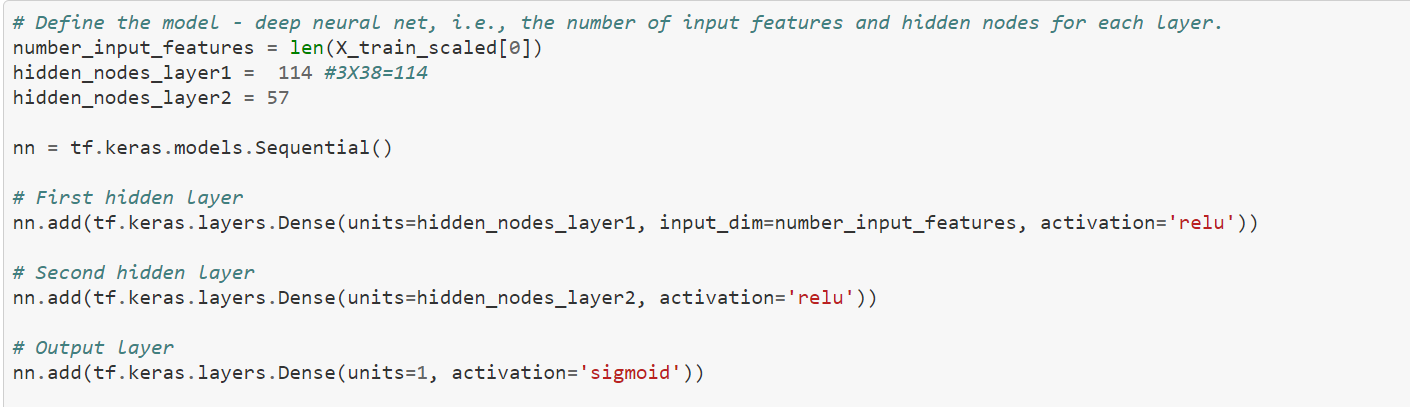 # Define the model - deep neural net, i.e., the number of input features and hidden nodes for each layer.
number_input_features = len(X_train_scaled[0])
hidden_nodes_layer1 =  114 #3X38=114
hidden_nodes_layer2 = 57
nn = tf.keras.models.Sequential()
# First hidden layer
nn.add(tf.keras.layers.Dense(units=hidden_nodes_layer1, input_dim=number_input_features, activation='relu'))
# Second hidden layer
nn.add(tf.keras.layers.Dense(units=hidden_nodes_layer2, activation='relu'))
# Output layer
nn.add(tf.keras.layers.Dense(units=1, activation='sigmoid'))